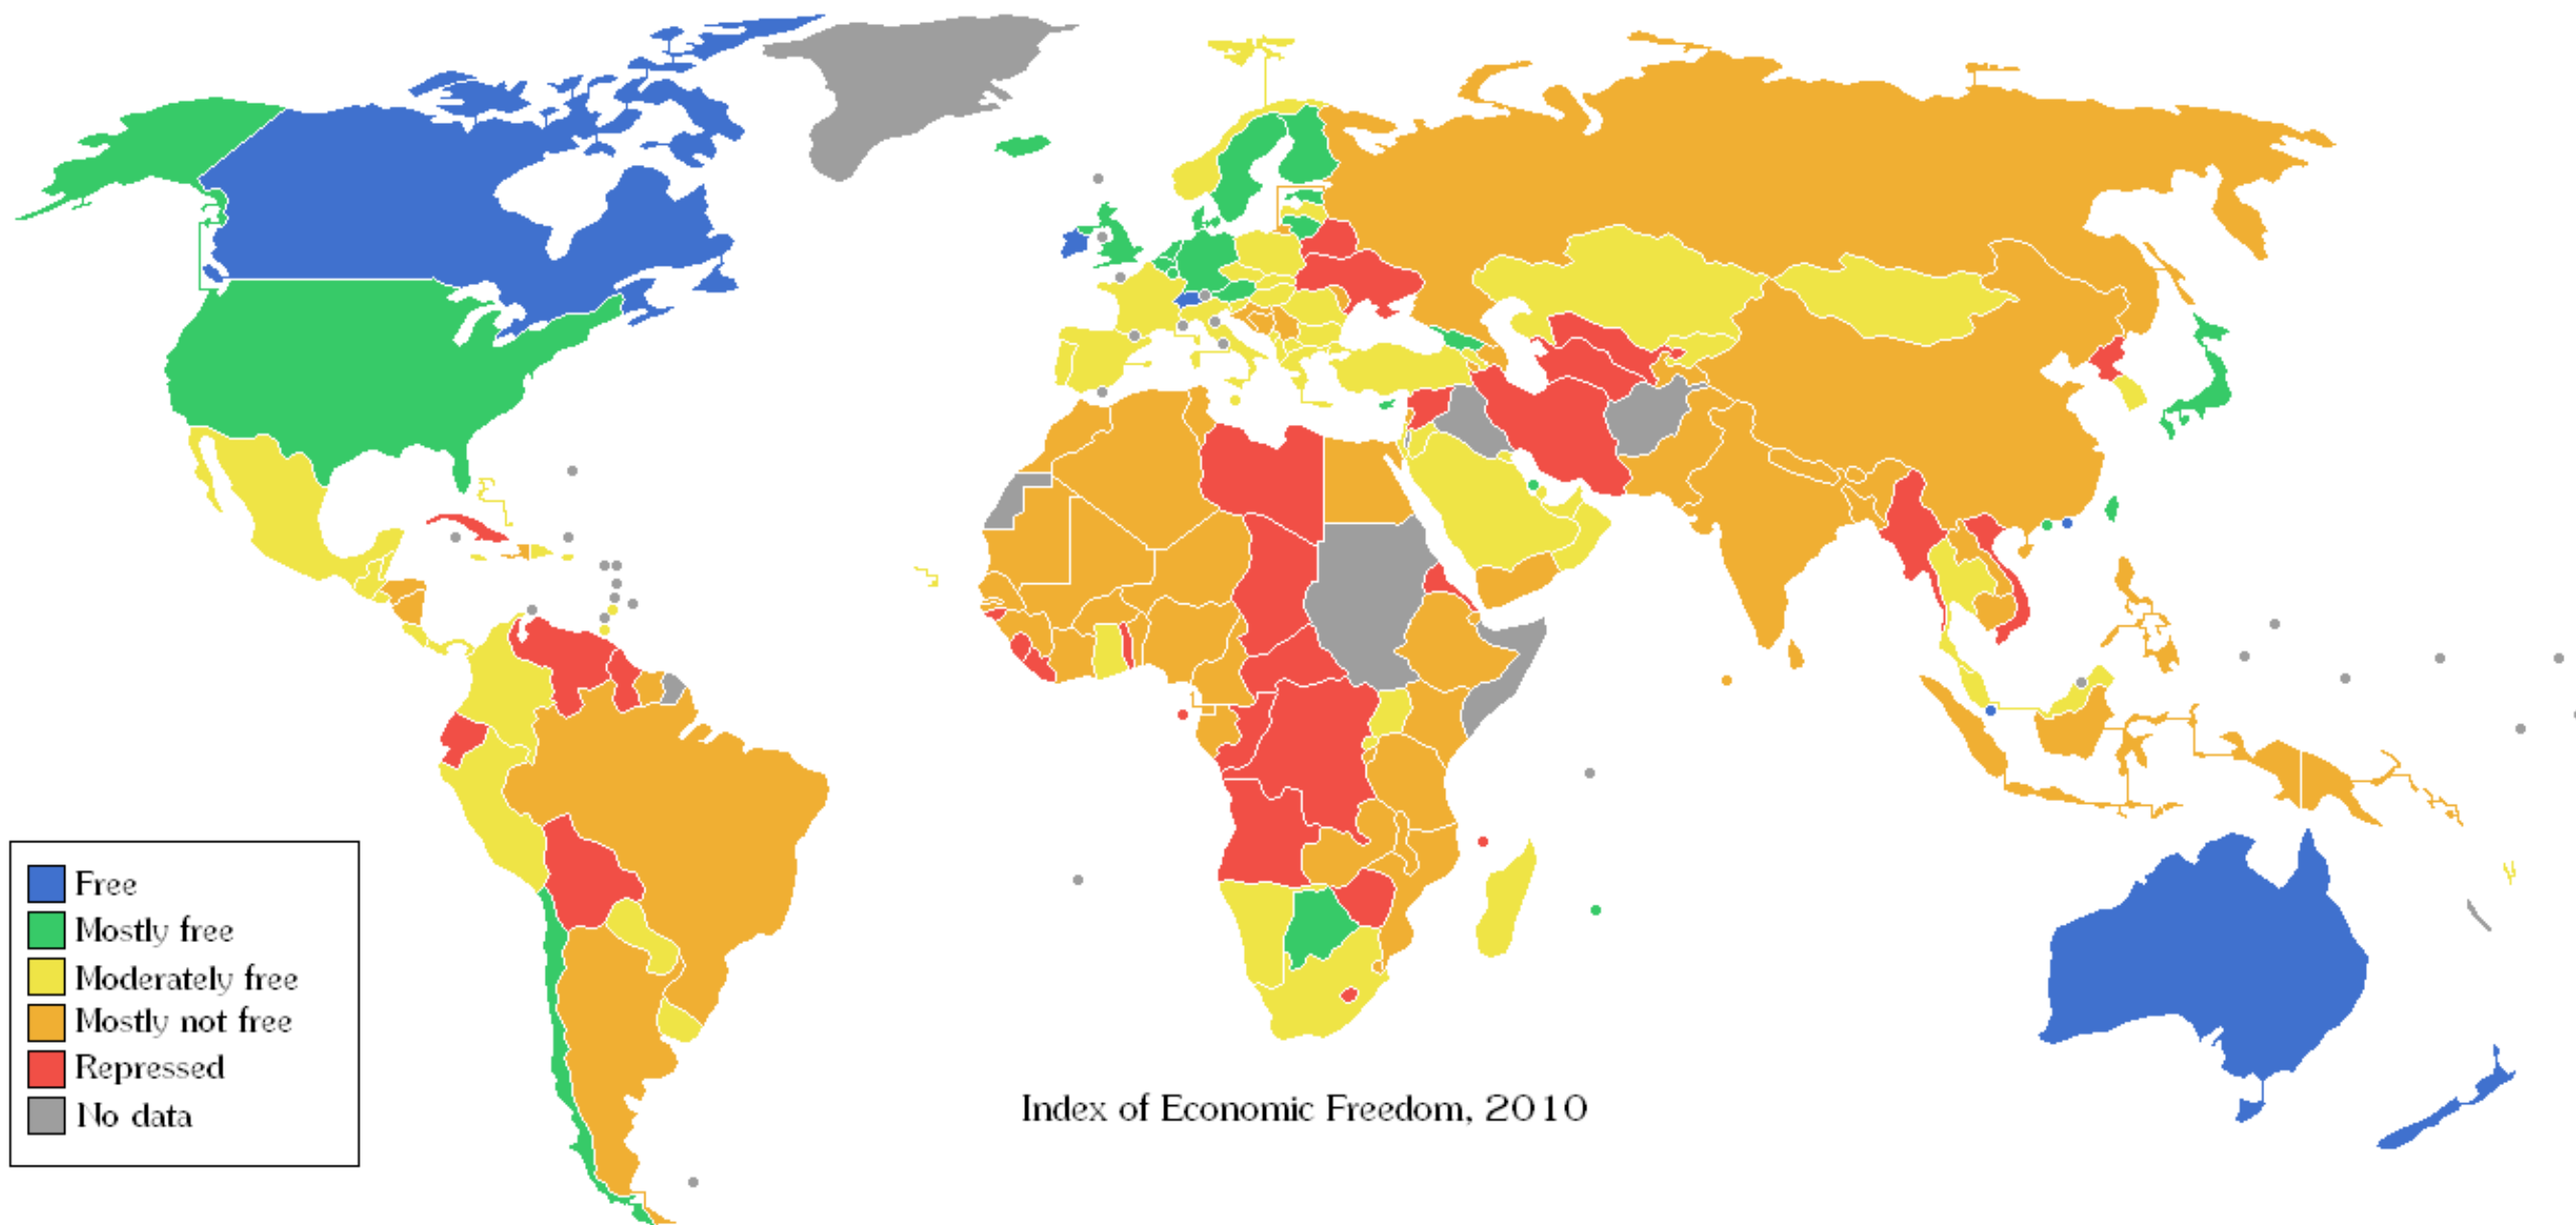 Free
Mostly free
Moderately free
Mostly not free
Repressed
No data
Index of Economic Freedom, 2010